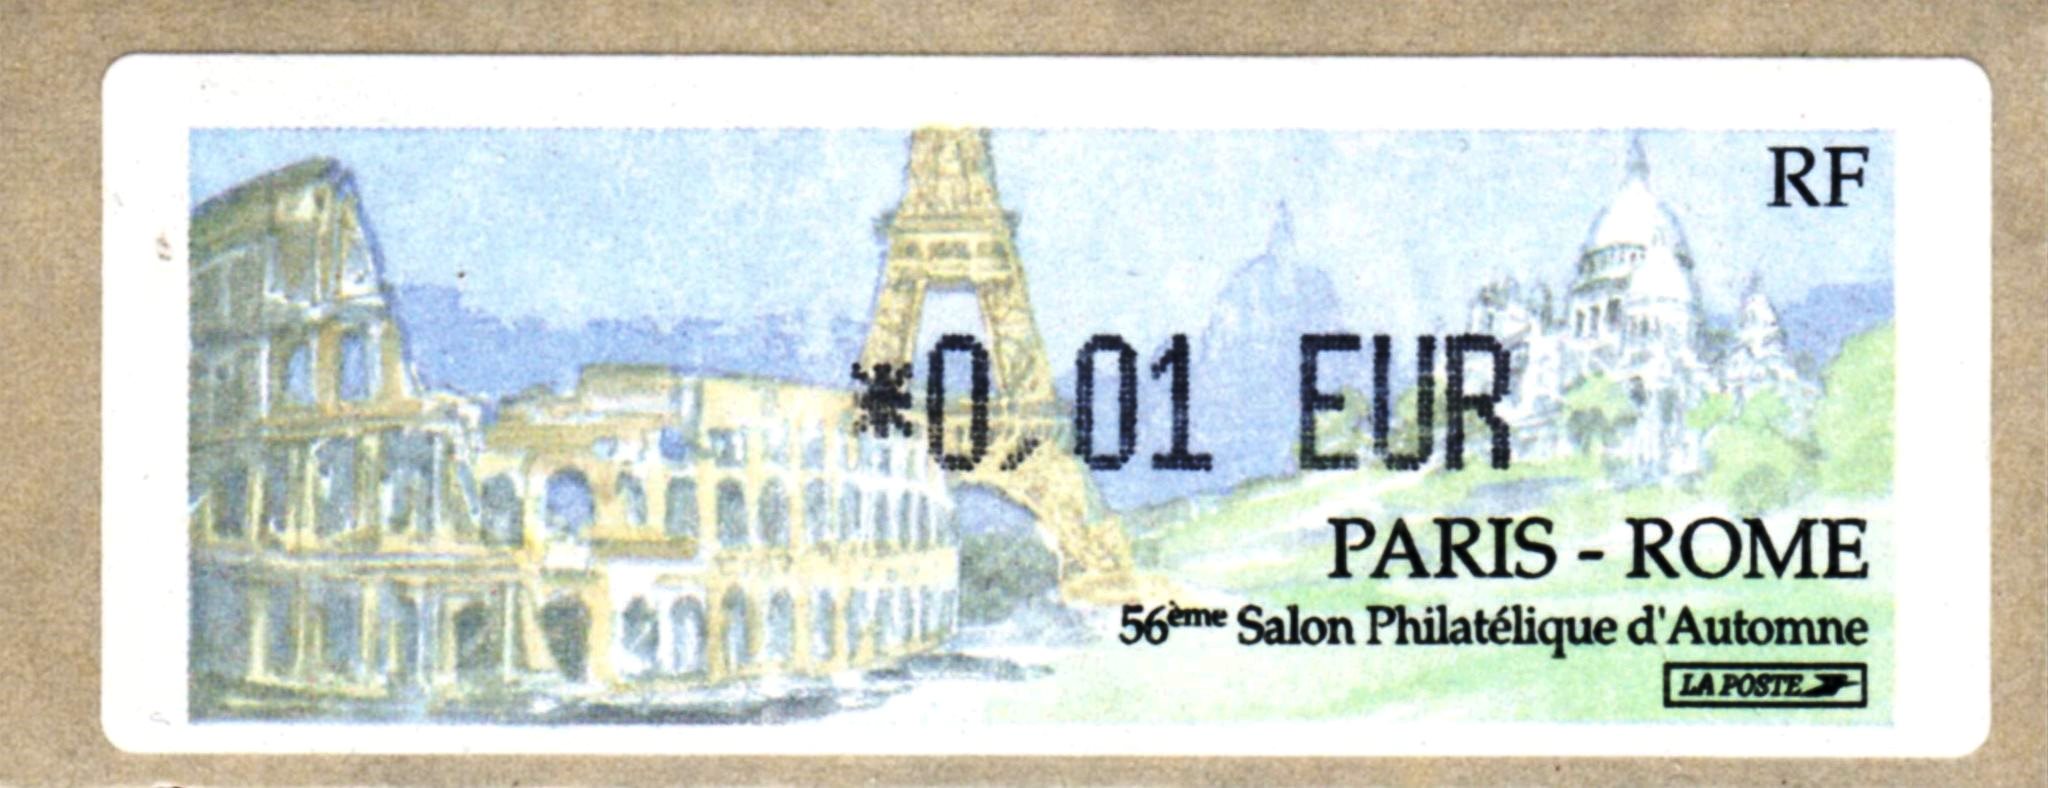 RF
*0,01 EUR
PARIS - ROME
56ème Salon Philatélique d'Automne
LA POSTE